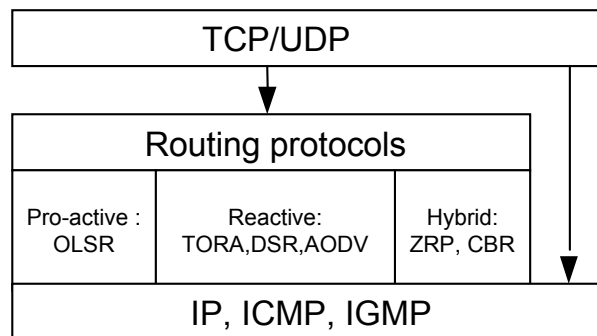 TCP/UDP
Routing protocols
Pro-active :
OLSR
Reactive:
TORA,DSR,AODV
Hybrid:
ZRP, CBR
IP, ICMP, IGMP